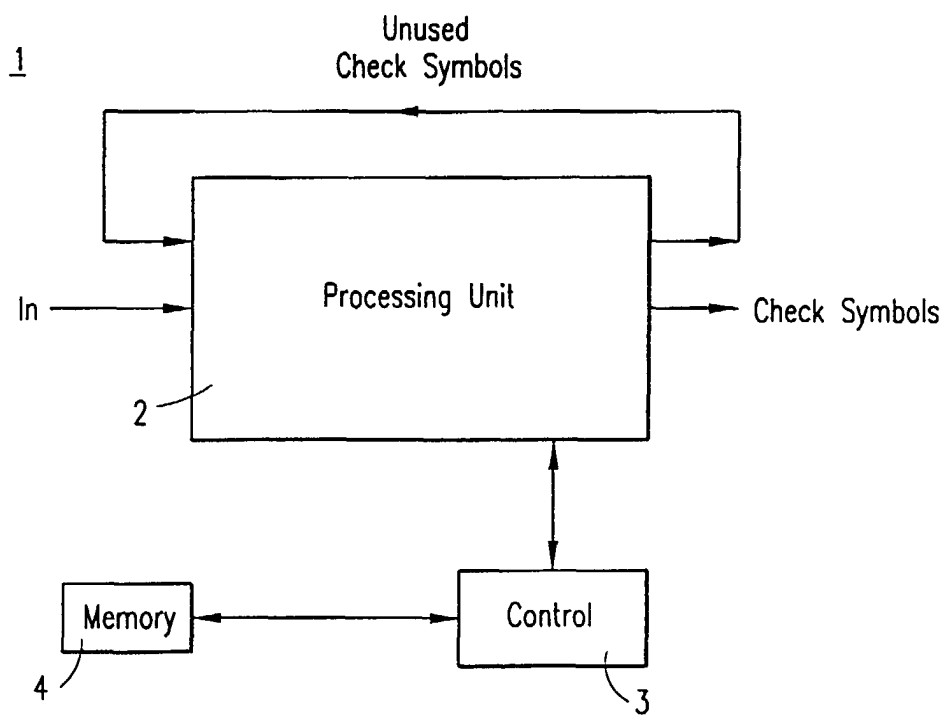 Unused
Check Symbols
1
Processing Unit
In
Check Symbols
2
Memory
Control
4
3